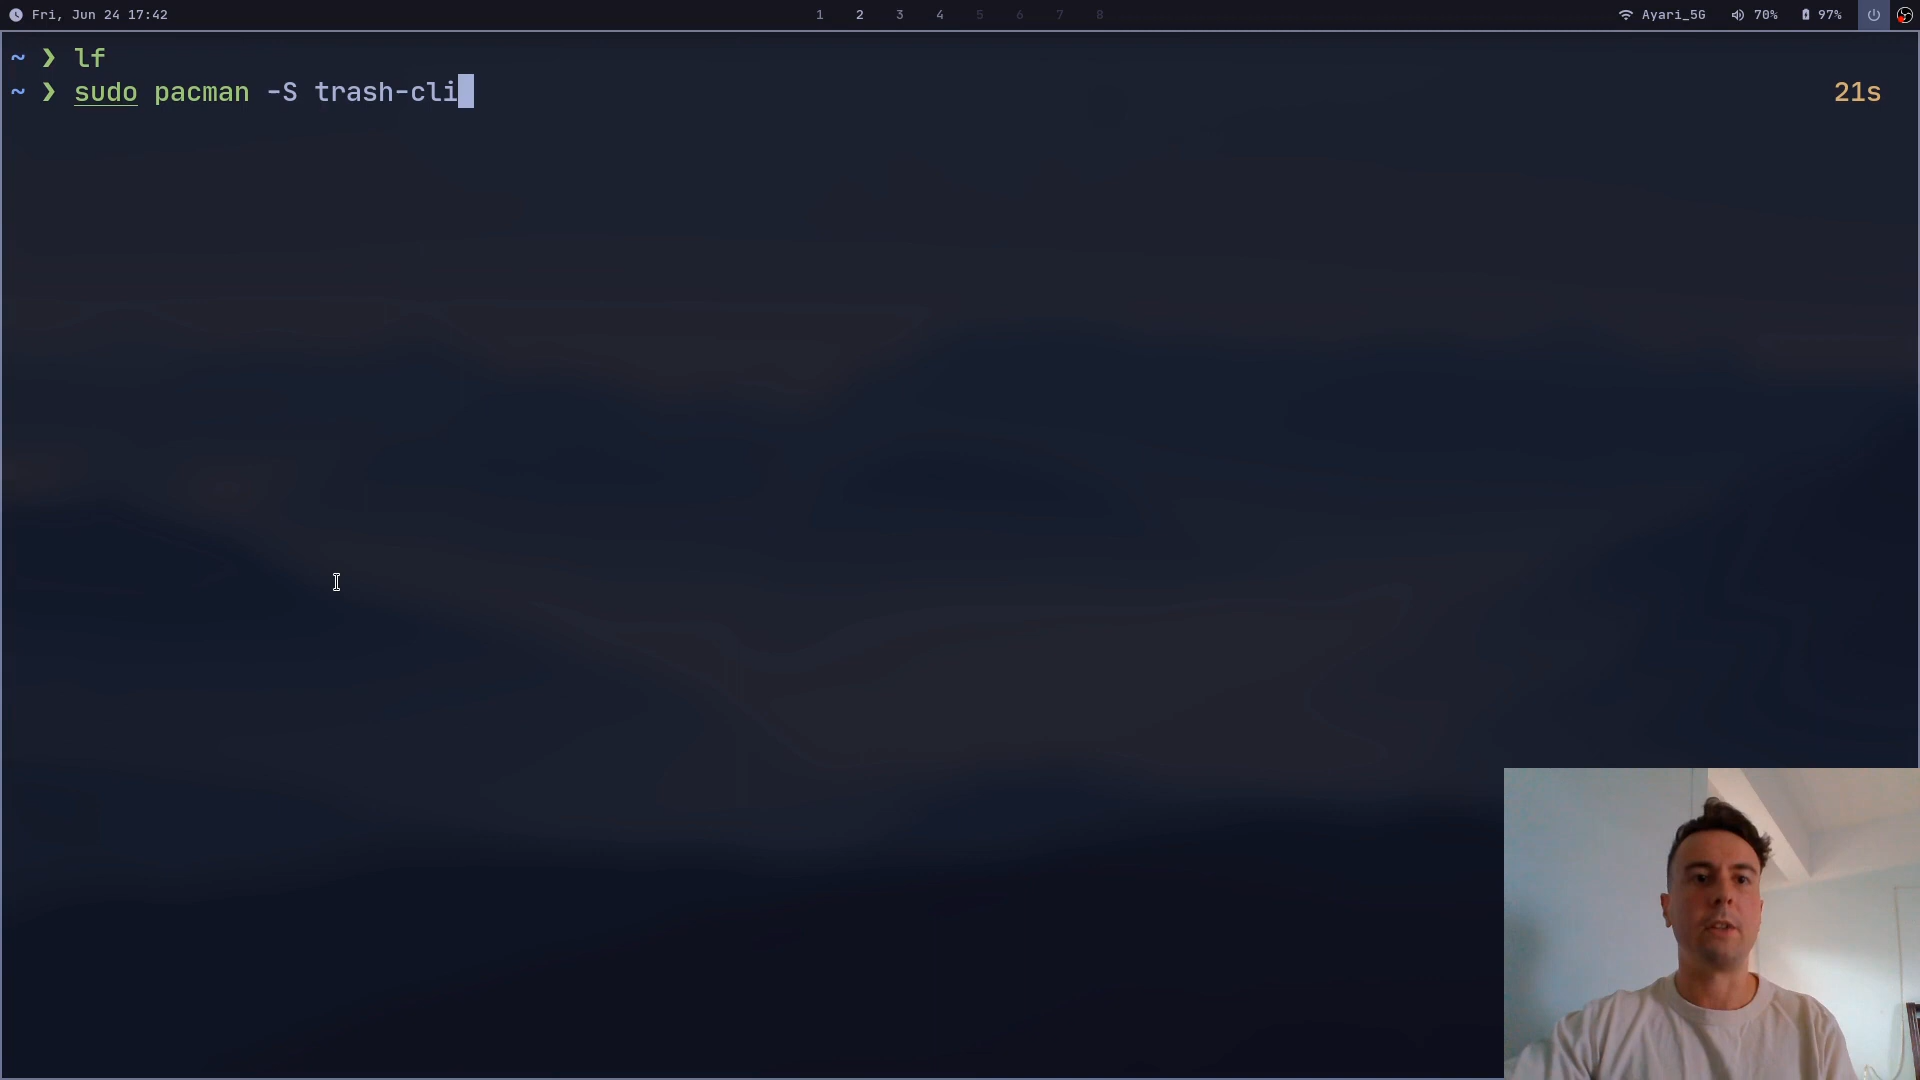 Fri, Jun 24 17:42
1 2 3 4 5 6 7 8
Ayari_5G 70% 97%
~ ❯ lf
~ ❯ sudo pacman -S trash-cli
21s